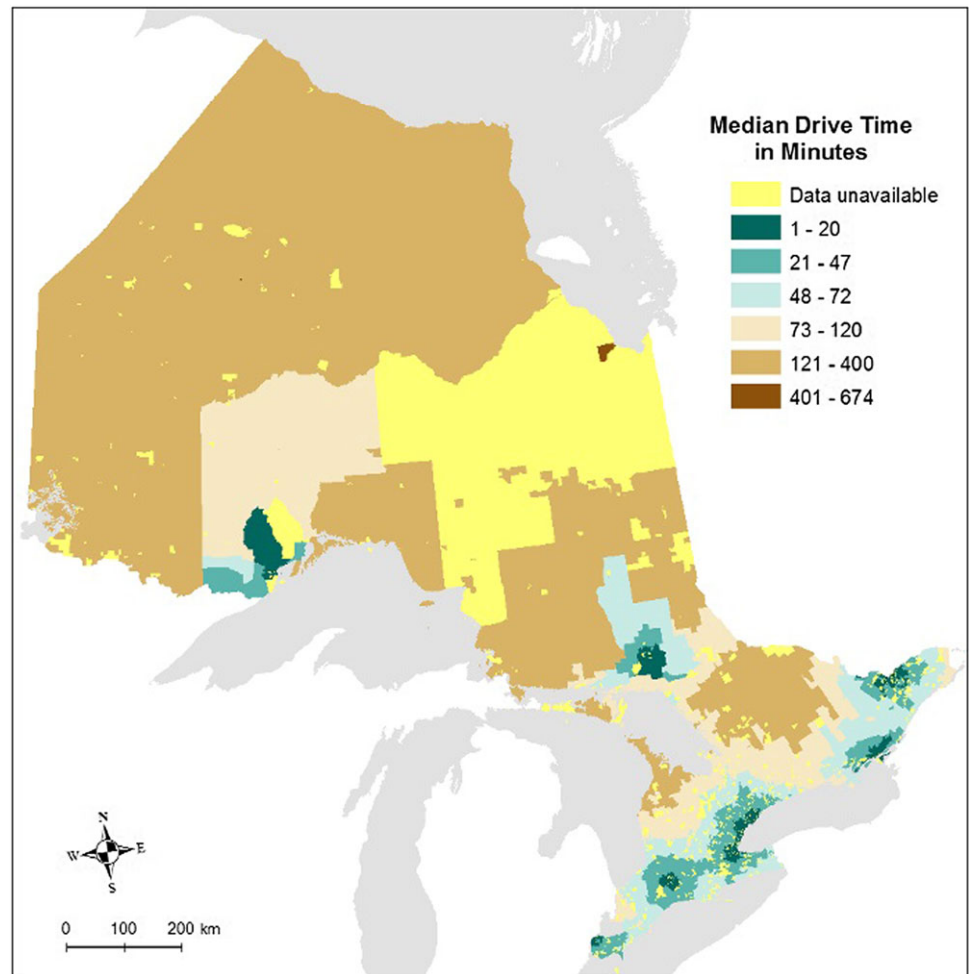 Median Drive Time
in Minutes
Data unavailable
1 - 20
21 - 47
48 - 72
73 - 120
121 - 400
401 - 674
N
W E
S
0 100 200 km